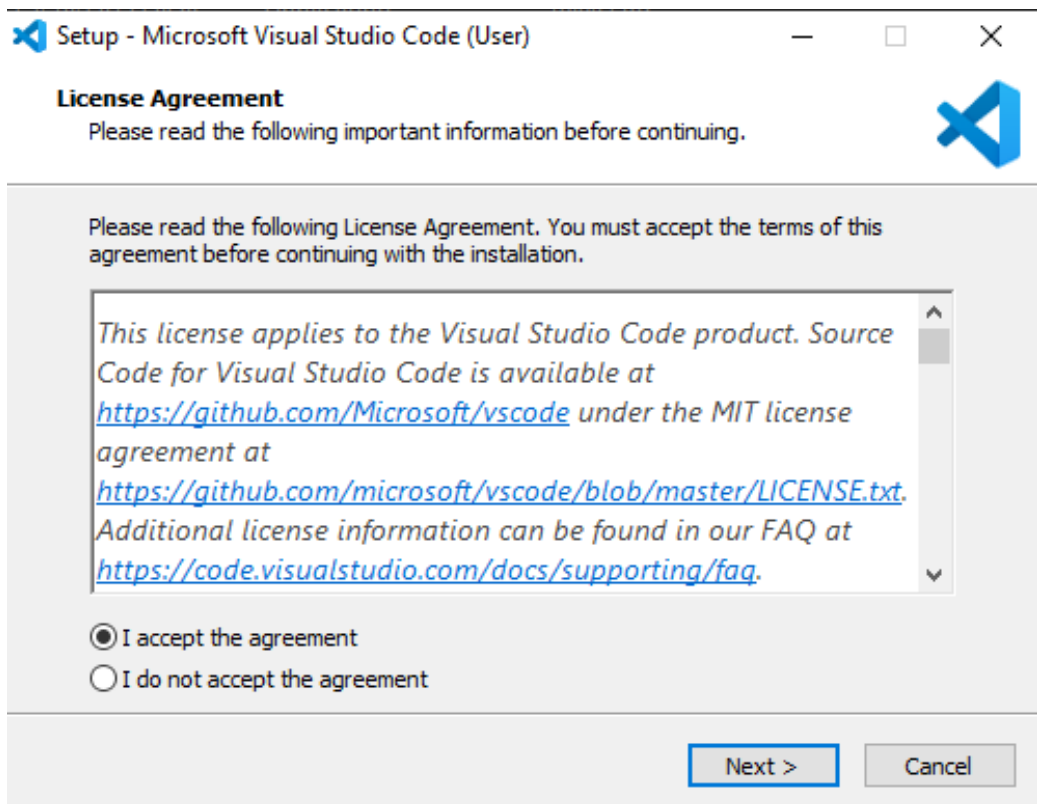 Setup - Microsoft Visual Studio Code (User)
License Agreement
Please read the following important information before continuing.
Please read the following License Agreement. You must accept the terms of this
agreement before continuing with the installation.
This license applies to the Visual Studio Code product. Source
Code for Visual Studio Code is available at
https://github.com/Microsoft/vscode under the MIT license
agreement at
https://github.com/microsoft/vscode/blob/master/LICENSE.txt.
Additional license information can be found in our FAQ at
https://code.visualstudio.com/docs/supporting/faq.
I accept the agreement
I do not accept the agreement
Next >
Cancel